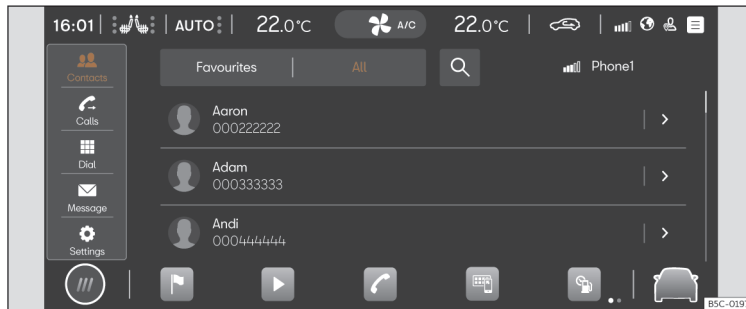 16:01 AUTO 22.0°C A/C 22.0°C
Contacts
Calls
Dial
Message
Settings
Favourites All Phone1
Aaron
000222222
Adam
000333333
Andi
000444444
B5C-0197